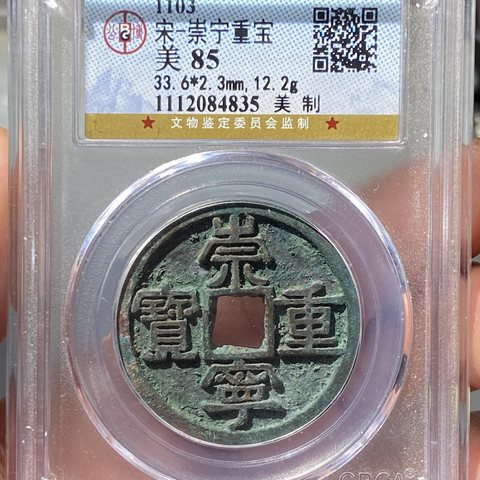 1103
宋-崇宁重宝
美 85
33.6*2.3mm,12.2g
1112084835 美 制
★ 文物鉴定委员会监制 ★
崇
寶 重
寧